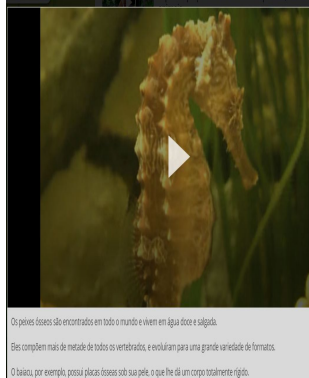 Os peixes ósseos são encontrados em todo o mundo e vivem em água doce e salgada.
Eles compõem mais de metade de todos os vertebrados, e evoluíram para uma grande variedade de formatos.
O baiacu, por exemplo, possui placas ósseas sob sua pele, o que lhe dá um corpo totalmente rígido.